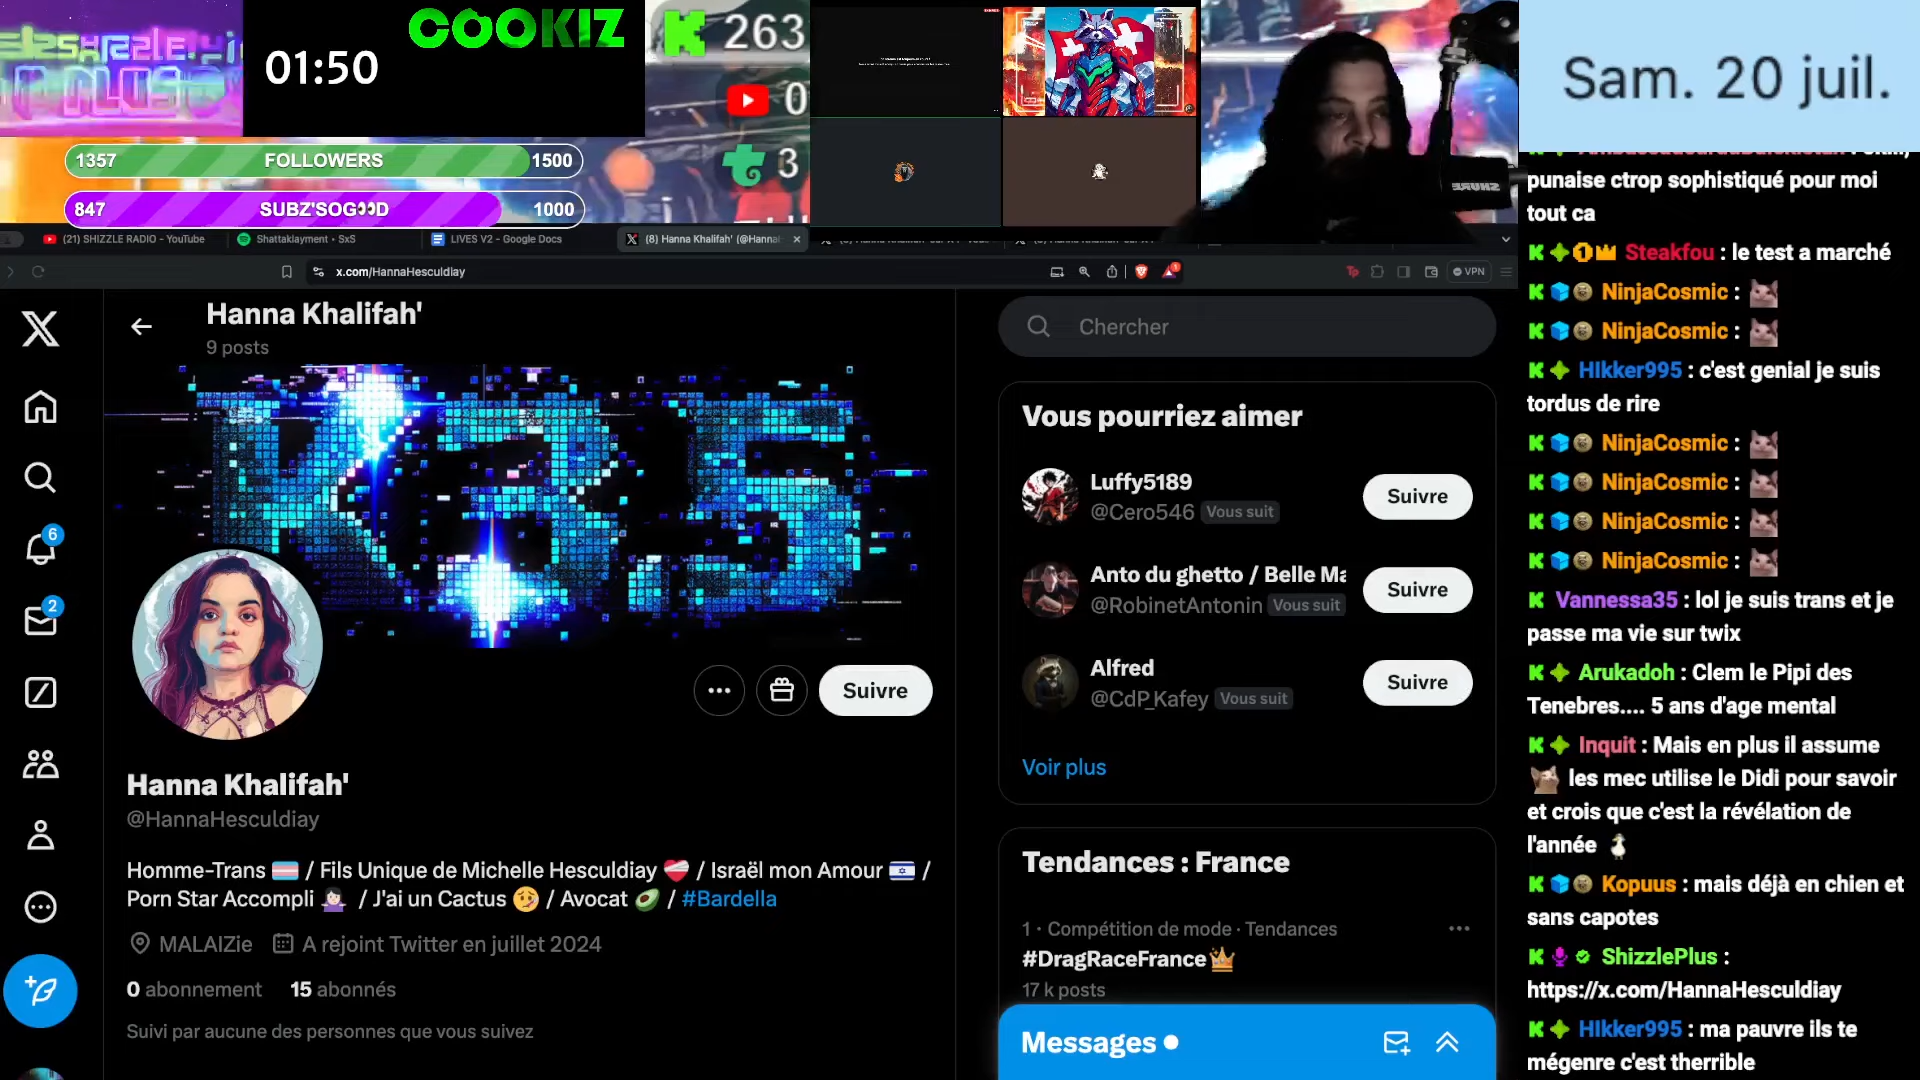 01:50
COOKIZ
263
0
3
Sam. 20 juil.
1357 FOLLOWERS 1500
847 SUBZ'SOG👀D 1000
(21) SHIZZLE RADIO - YouTube
Shattaklayment • SxS
LIVES V2 - Google Docs
(8) Hanna Khalifah' (@Hanna
x.com/HannaHesculdiay
VPN
Hanna Khalifah'
9 posts
Suivre
Hanna Khalifah'
@HannaHesculdiay
Homme-Trans 🏳️‍⚧️ / Fils Unique de Michelle Hesculdiay / Israël mon Amour 🇮🇱 /
Porn Star Accompli / J'ai un Cactus / Avocat 🥑 / #Bardella
MALAIZie A rejoint Twitter en juillet 2024
0 abonnement 15 abonnés
Suivi par aucune des personnes que vous suivez
6
2
Chercher
Vous pourriez aimer
Luffy5189
@Cero546 Vous suit
Suivre
Anto du ghetto / Belle Ma
@RobinetAntonin Vous suit
Suivre
Alfred
@CdP_Kafey Vous suit
Suivre
Voir plus
Tendances : France
1 · Compétition de mode · Tendances
#DragRaceFrance👑
17 k posts
Messages
punaise ctrop sophistiqué pour moi
tout ca
Steakfou : le test a marché
NinjaCosmic :
NinjaCosmic :
HIkker995 : c'est genial je suis
tordus de rire
NinjaCosmic :
NinjaCosmic :
NinjaCosmic :
NinjaCosmic :
Vannessa35 : lol je suis trans et je
passe ma vie sur twix
Arukadoh : Clem le Pipi des
Tenebres.... 5 ans d'age mental
Inquit : Mais en plus il assume
les mec utilise le Didi pour savoir
et crois que c'est la révélation de
l'année
Kopuus : mais déjà en chien et
sans capotes
ShizzlePlus :
https://x.com/HannaHesculdiay
HIkker995 : ma pauvre ils te
mégenre c'est therrible